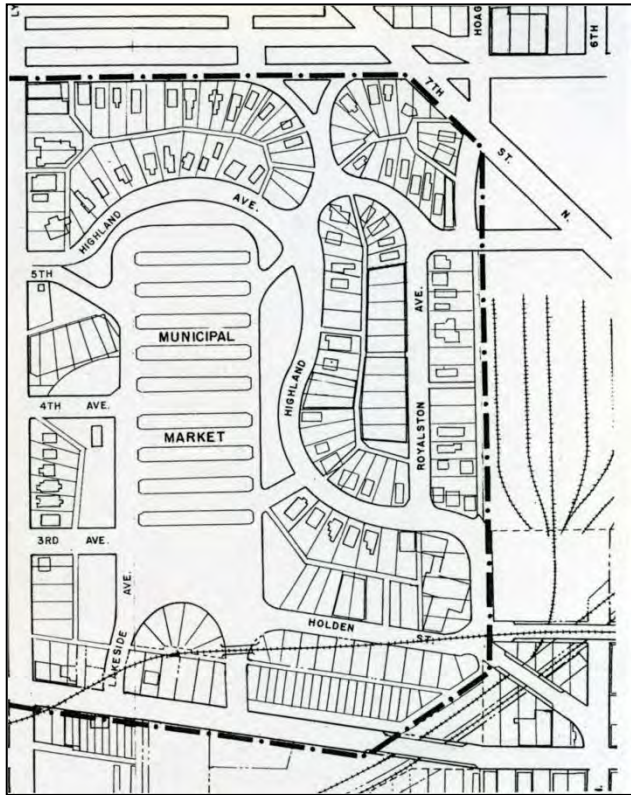 LY
HOAG
6TH
7TH
ST.
N.
HIGHLAND
AVE.
5TH
MUNICIPAL
MARKET
HIGHLAND
AVE.
ROYALSTON
4TH AVE.
3RD AVE.
LAKESIDE
AVE.
HOLDEN
ST.